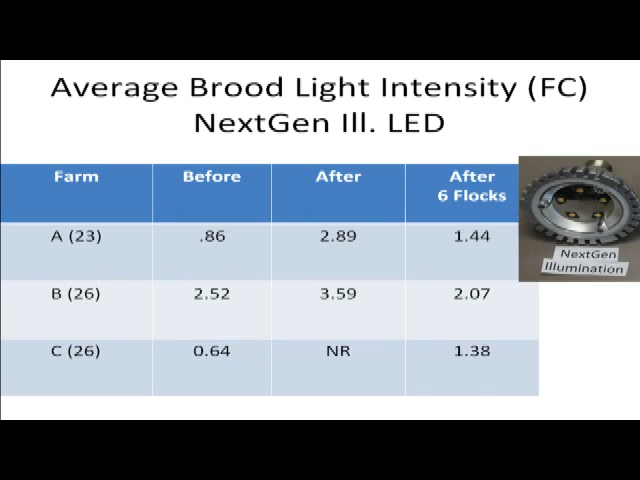 Average Brood Light Intensity (FC)
NextGen Ill. LED
Farm Before After After
6 Flocks
A (23) .86 2.89 1.44
B (26) 2.52 3.59 2.07
C (26) 0.64 NR 1.38
NextGen
Illumination